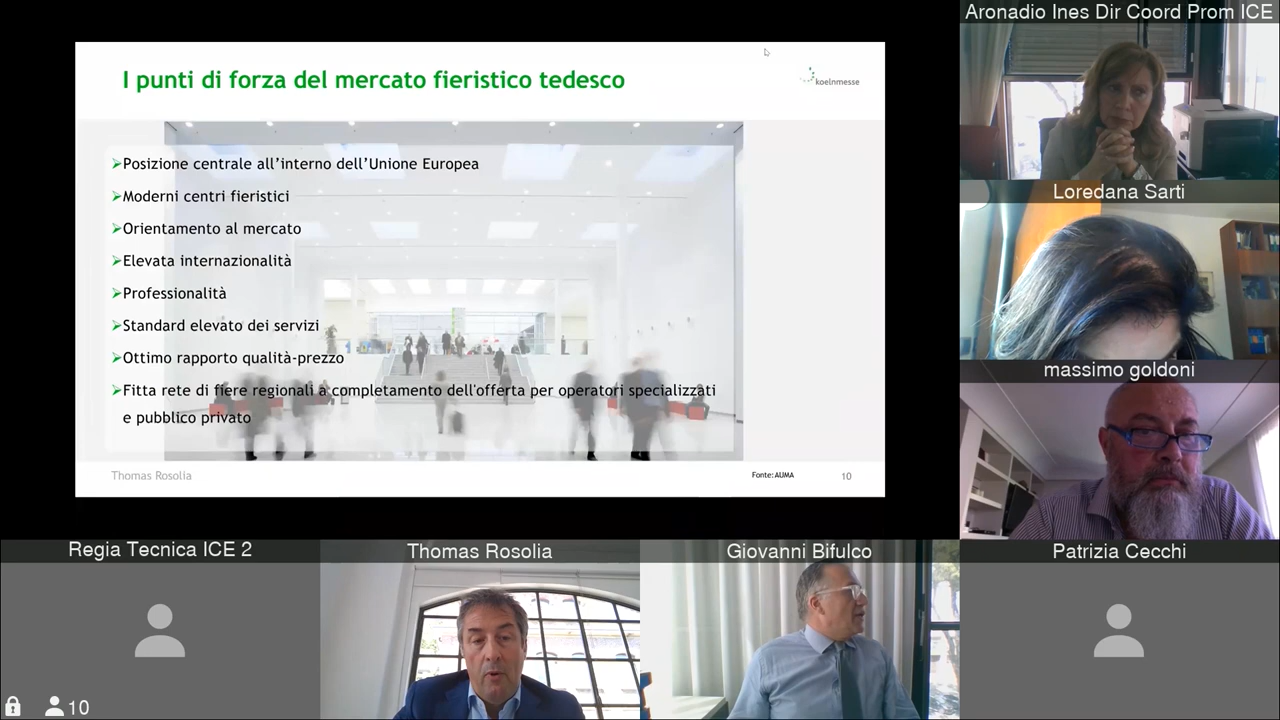 Aronadio Ines Dir Coord Prom ICE
I punti di forza del mercato fieristico tedesco
koelnmesse
➢Posizione centrale all’interno dell’Unione Europea
➢Moderni centri fieristici
➢Orientamento al mercato
➢Elevata internazionalità
➢Professionalità
➢Standard elevato dei servizi
➢Ottimo rapporto qualità-prezzo
➢Fitta rete di fiere regionali a completamento dell'offerta per operatori specializzati
e pubblico privato
Thomas Rosolia
Fonte: AUMA
10
Loredana Sarti
massimo goldoni
Regia Tecnica ICE 2
Thomas Rosolia
Giovanni Bifulco
Patrizia Cecchi
10